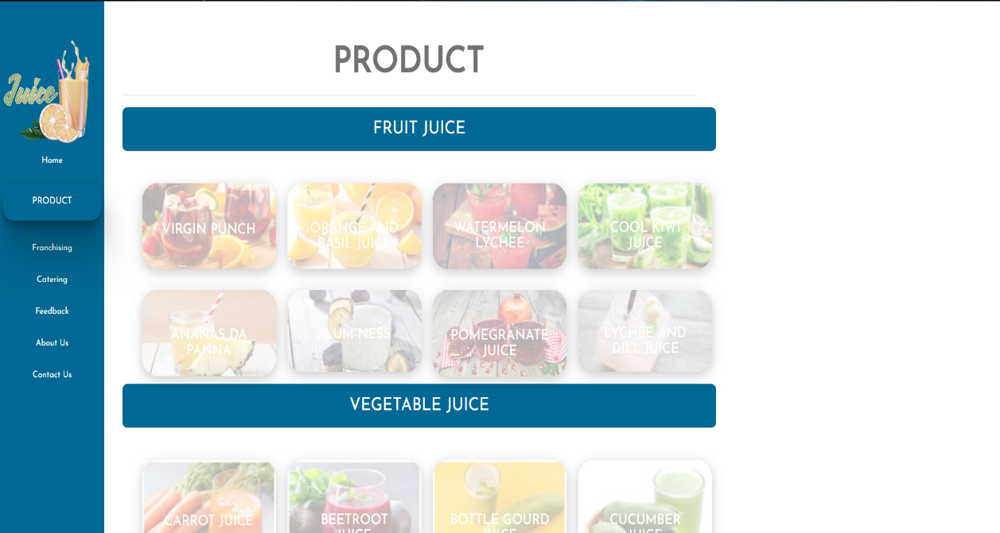 Juice
Home
PRODUCT
Franchising
Catering
Feedback
About Us
Contact Us
PRODUCT
FRUIT JUICE
VIRGIN PUNCH
ORANGE AND
BASIL JUICE
WATERMELON
LYCHEE
COOL KIWI
JUICE
ANANAS DA
PANNA
PLUM-NESS
POMEGRANATE
JUICE
LYCHEE AND
DILL JUICE
VEGETABLE JUICE
CARROT JUICE
BEETROOT
JUICE
BOTTLE GOURD
JUICE
CUCUMBER
JUICE